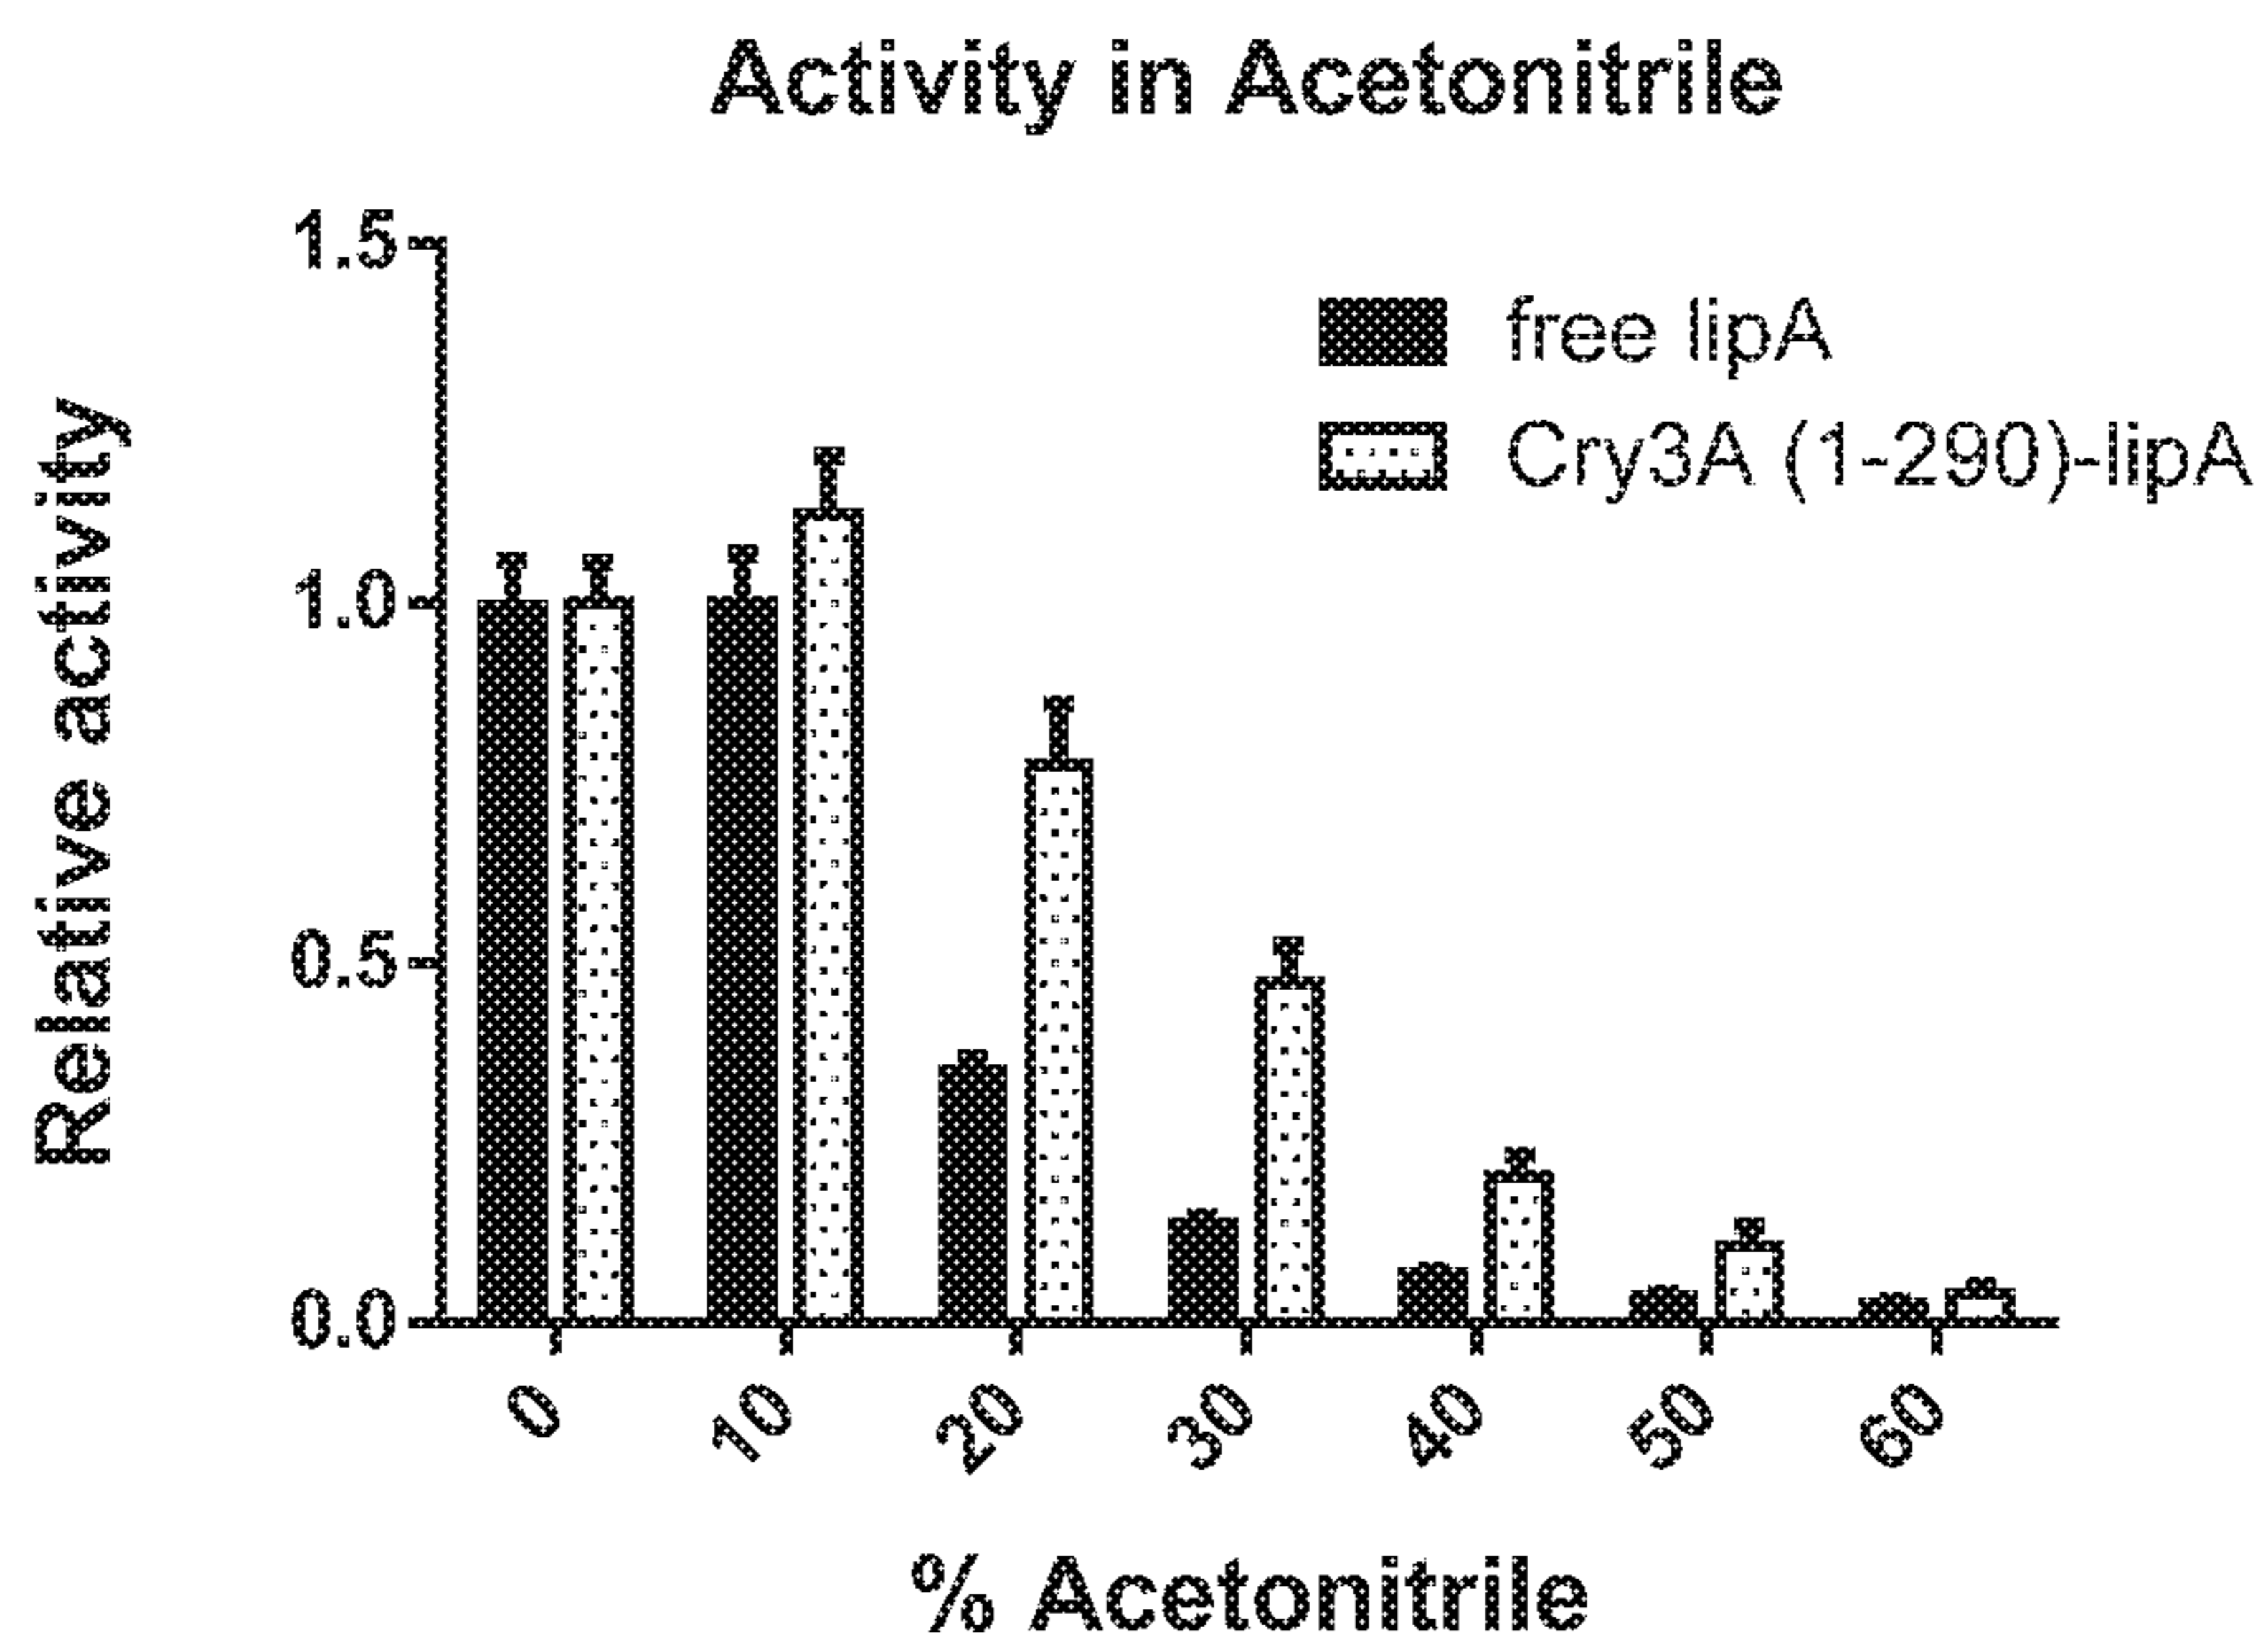 Activity in Acetonitrile
1.5
1.0
0.5
0.0
Relative activity
free lipA
Cry3A (1-290)-lipA
0 10 20 30 40 50 60
% Acetonitrile